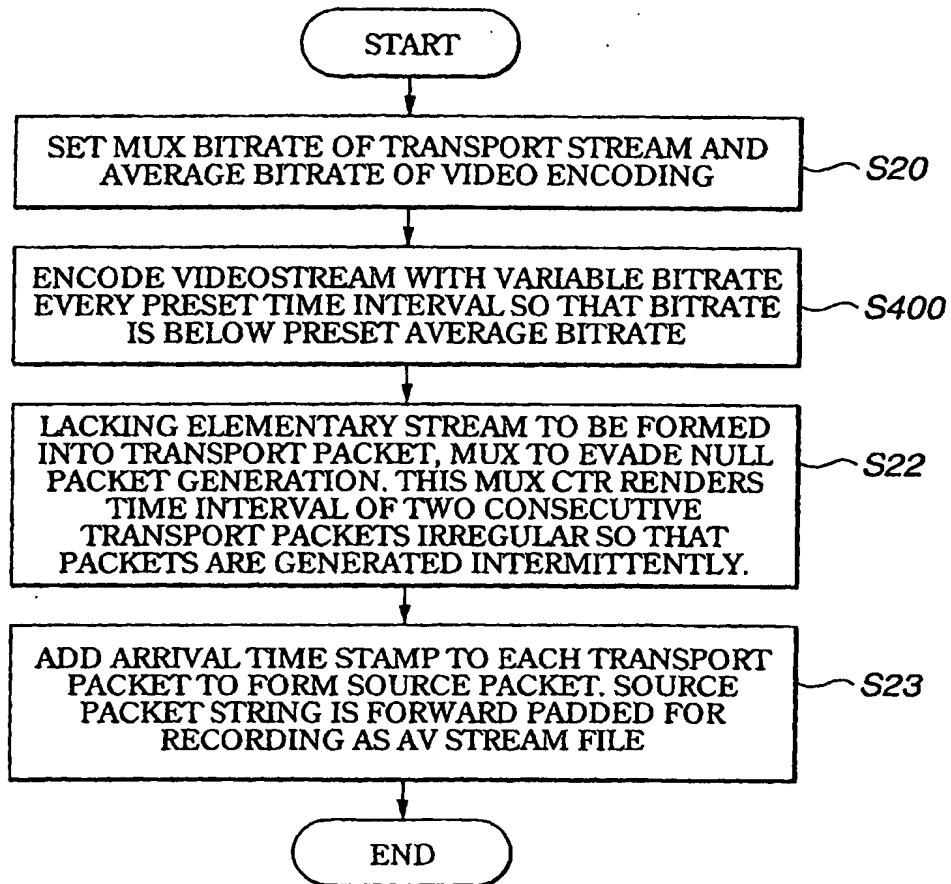 START
SET MUX BITRATE OF TRANSPORT STREAM AND
AVERAGE BITRATE OF VIDEO ENCODING
S20
ENCODE VIDEOSTREAM WITH VARIABLE BITRATE
EVERY PRESET TIME INTERVAL SO THAT BITRATE
IS BELOW PRESET AVERAGE BITRATE
S400
LACKING ELEMENTARY STREAM TO BE FORMED
INTO TRANSPORT PACKET, MUX TO EVADE NULL
PACKET GENERATION. THIS MUX CTR RENDERS
TIME INTERVAL OF TWO CONSECUTIVE
TRANSPORT PACKETS IRREGULAR SO THAT
PACKETS ARE GENERATED INTERMITTENTLY.
S22
ADD ARRIVAL TIME STAMP TO EACH TRANSPORT
PACKET TO FORM SOURCE PACKET. SOURCE
PACKET STRING IS FORWARD PADDED FOR
RECORDING AS AV STREAM FILE
S23
END